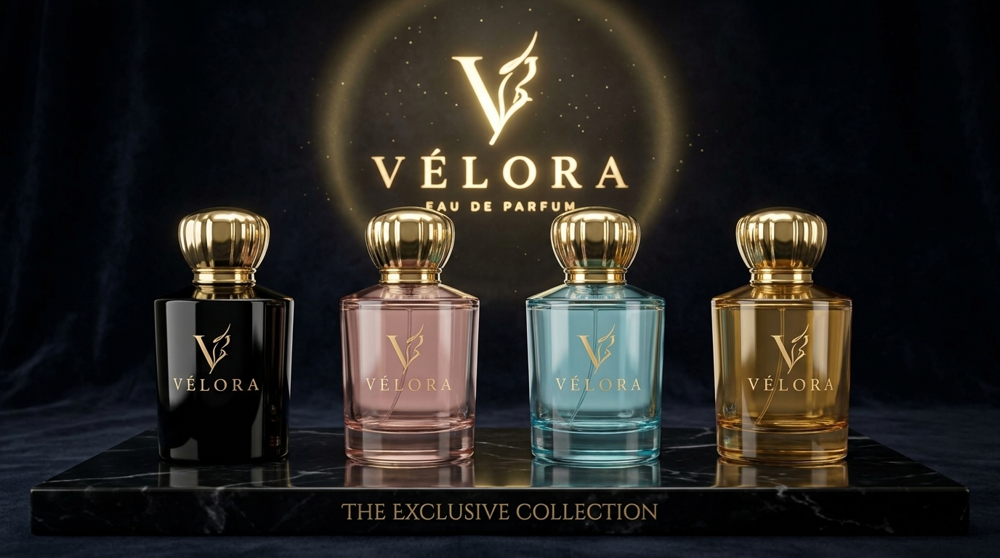 VÉLORA
EAU DE PARFUM
VÉLORA
VÉLORA
VÉLORA
VÉLORA
THE EXCLUSIVE COLLECTION